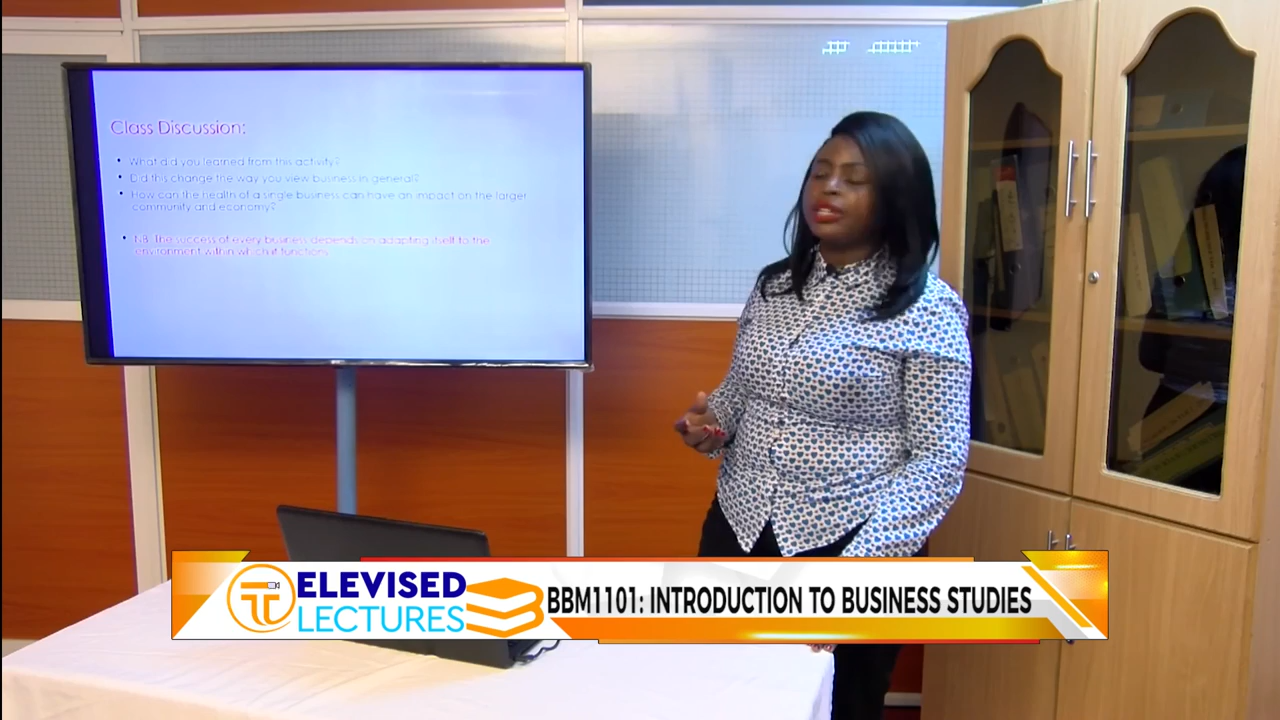 Class Discussion:
• What did you learned from this activity?
• Did this change the way you view business in general?
• How can the health of a single business can have an impact on the larger
community and economy?
• N.B. The success of every business depends on adapting itself to the
environment within which it functions.
TELEVISED
LECTURES
BBM1101: INTRODUCTION TO BUSINESS STUDIES